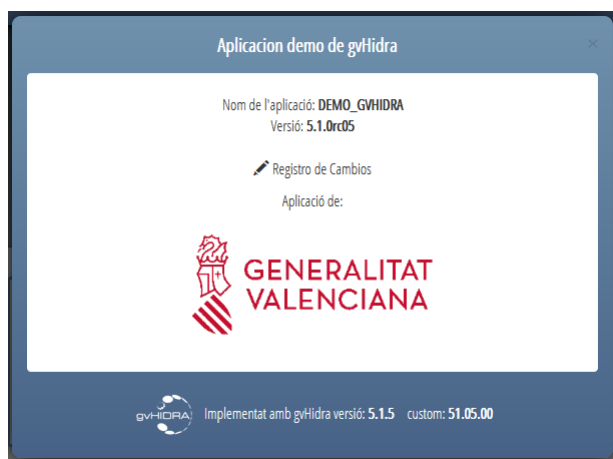 Aplicacion demo de gvHidra
×
Nom de l'aplicació: DEMO_GVHIDRA
Versió: 5.1.0rc05
Registro de Cambios
Aplicació de:
GENERALITAT
VALENCIANA
gvHIDRA Implementat amb gvHidra versió: 5.1.5 custom: 51.05.00